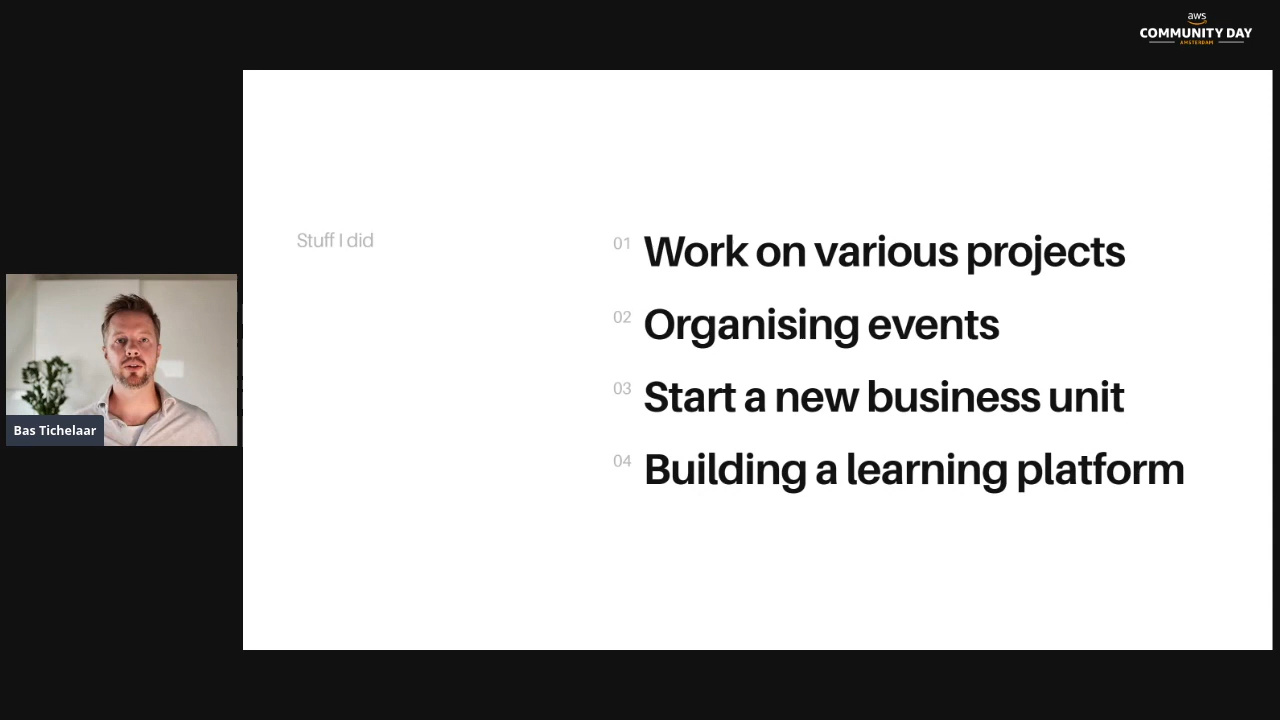 aws
COMMUNITY DAY
AMSTERDAM
Stuff I did
01 Work on various projects
02 Organising events
03 Start a new business unit
04 Building a learning platform
Bas Tichelaar